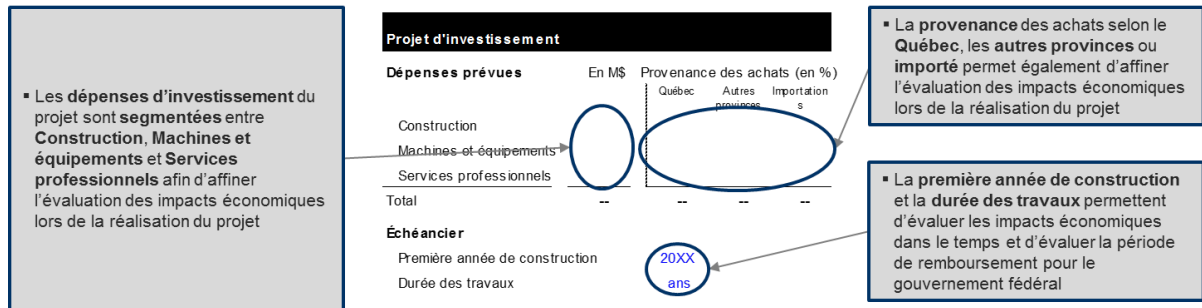 ▪ Les dépenses d'investissement du
projet sont segmentées entre
Construction, Machines et
équipements et Services
professionnels afin d'affiner
l'évaluation des impacts économiques
lors de la réalisation du projet
Projet d'investissement
Dépenses prévues En M$ Provenance des achats (en %)
Québec Autres provinces Importation
s
Construction
Machines et équipements
Services professionnels
Total -- -- -- --
Échéancier
Première année de construction 20XX
Durée des travaux ans
▪ La provenance des achats selon le
Québec, les autres provinces ou
importé permet également d'affiner
l'évaluation des impacts économiques
lors de la réalisation du projet
▪ La première année de construction
et la durée des travaux permettent
d'évaluer les impacts économiques
dans le temps et d'évaluer la période
de remboursement pour le
gouvernement fédéral